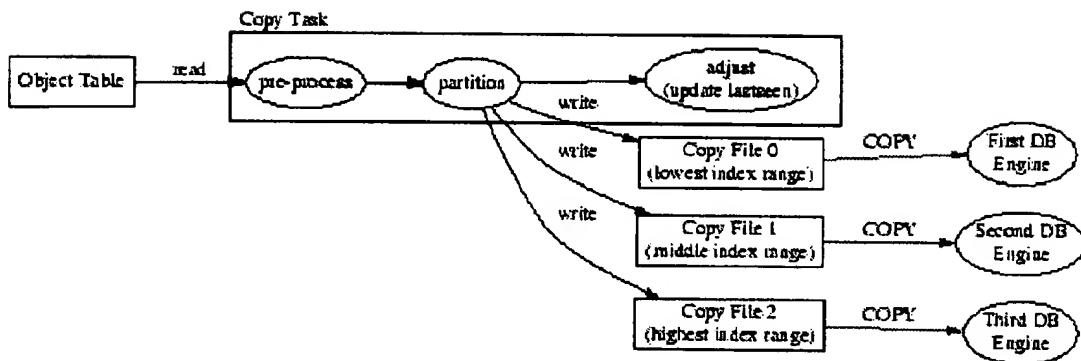 Copy Task
Object Table
read
pre-process
partition
adjust
(update lastseen)
write
Copy File 0
(lowest index range)
COPY
First DB
Engine
write
Copy File 1
(middle index range)
COPY
Second DB
Engine
write
Copy File 2
(highest index range)
COPY
Third DB
Engine